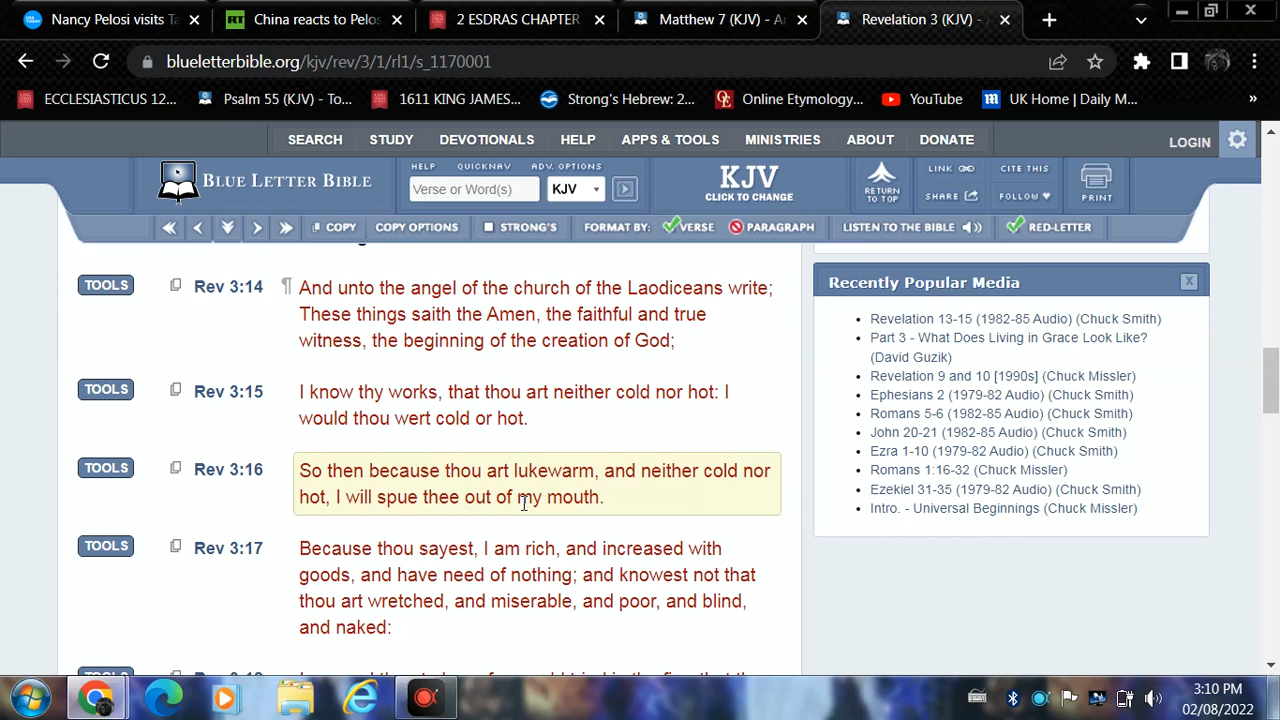 Nancy Pelosi visits Ta
China reacts to Pelos
2 ESDRAS CHAPTER
Matthew 7 (KJV) - A
Revelation 3 (KJV) -
blueletterbible.org/kjv/rev/3/1/rl1/s_1170001
ECCLESIASTICUS 12...
Psalm 55 (KJV) - To...
1611 KING JAMES...
Strong's Hebrew: 2...
Online Etymology...
YouTube
UK Home | Daily M...
»
SEARCH STUDY DEVOTIONALS HELP APPS & TOOLS MINISTRIES ABOUT DONATE LOGIN
BLUE LETTER BIBLE
HELP QUICKNAV ADV. OPTIONS
Verse or Word(s) KJV
KJV
CLICK TO CHANGE
RETURN
TO TOP
LINK CITE THIS
SHARE FOLLOW
PRINT
COPY COPY OPTIONS STRONG'S FORMAT BY: VERSE PARAGRAPH LISTEN TO THE BIBLE RED-LETTER
TOOLS Rev 3:14 ¶ And unto the angel of the church of the Laodiceans write;
These things saith the Amen, the faithful and true
witness, the beginning of the creation of God;
TOOLS Rev 3:15 I know thy works, that thou art neither cold nor hot: I
would thou wert cold or hot.
TOOLS Rev 3:16 So then because thou art lukewarm, and neither cold nor
hot, I will spue thee out of my mouth.
TOOLS Rev 3:17 Because thou sayest, I am rich, and increased with
goods, and have need of nothing; and knowest not that
thou art wretched, and miserable, and poor, and blind,
and naked:
Recently Popular Media
Revelation 13-15 (1982-85 Audio) (Chuck Smith)
Part 3 - What Does Living in Grace Look Like?
(David Guzik)
Revelation 9 and 10 [1990s] (Chuck Missler)
Ephesians 2 (1979-82 Audio) (Chuck Smith)
Romans 5-6 (1982-85 Audio) (Chuck Smith)
John 20-21 (1982-85 Audio) (Chuck Smith)
Ezra 1-10 (1982-85 Audio) (Chuck Smith)
Romans 1:16-32 (Chuck Missler)
Ezekiel 31-35 (1979-82 Audio) (Chuck Smith)
Intro. - Universal Beginnings (Chuck Missler)
3:10 PM
02/08/2022